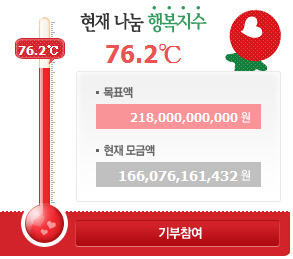 현재 나눔 행복지수
76.2℃
76.2℃
목표액
218,000,000,000 원
현재 모금액
166,076,161,432 원
기부참여